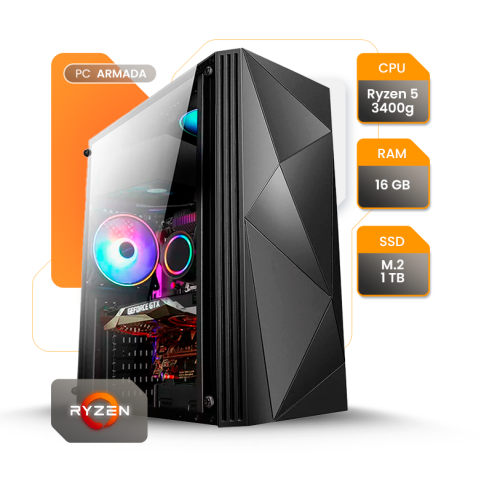 PC ARMADA
CPU
Ryzen 5
3400g
RAM
16 GB
SSD
M.2
1 TB
GEFORCE GTX
RYZEN